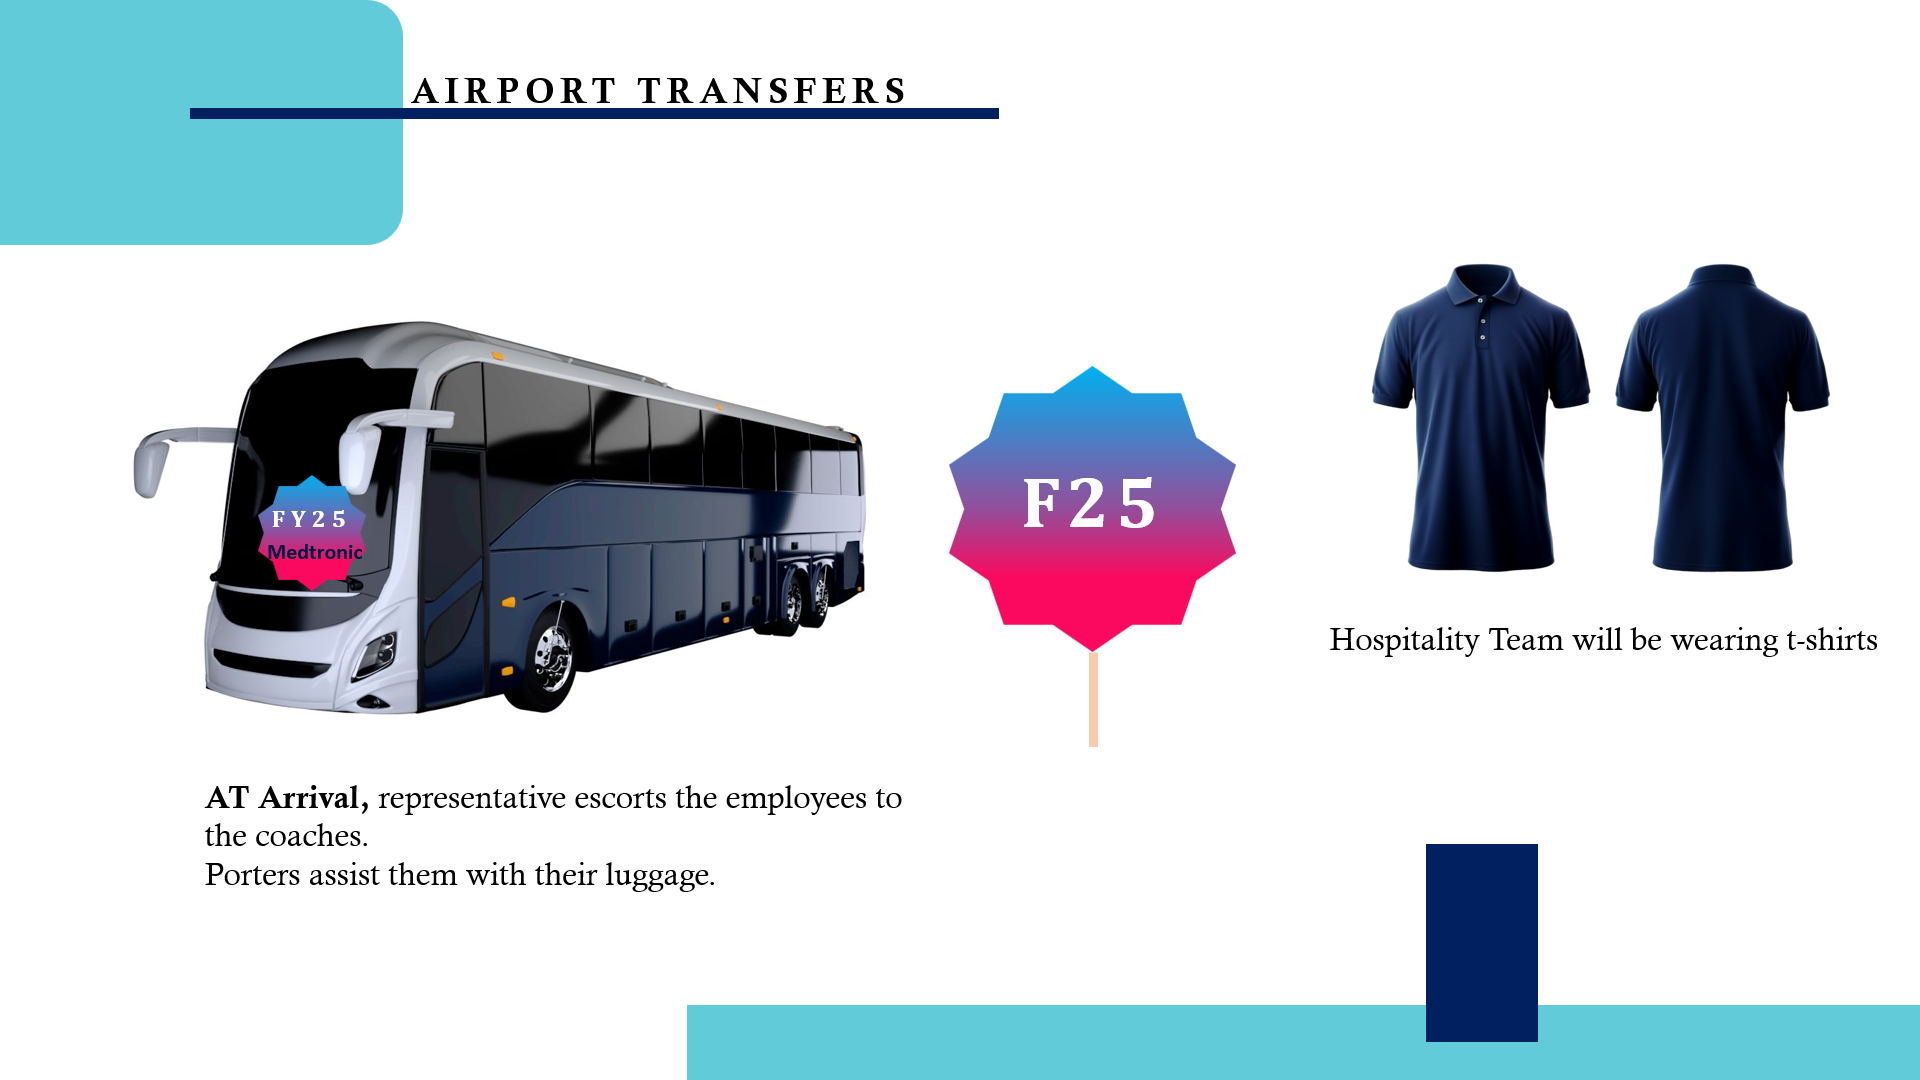 AIRPORT TRANSFERS
FY25
Medtronic
F25
Hospitality Team will be wearing t-shirts
AT Arrival, representative escorts the employees to
the coaches.
Porters assist them with their luggage.